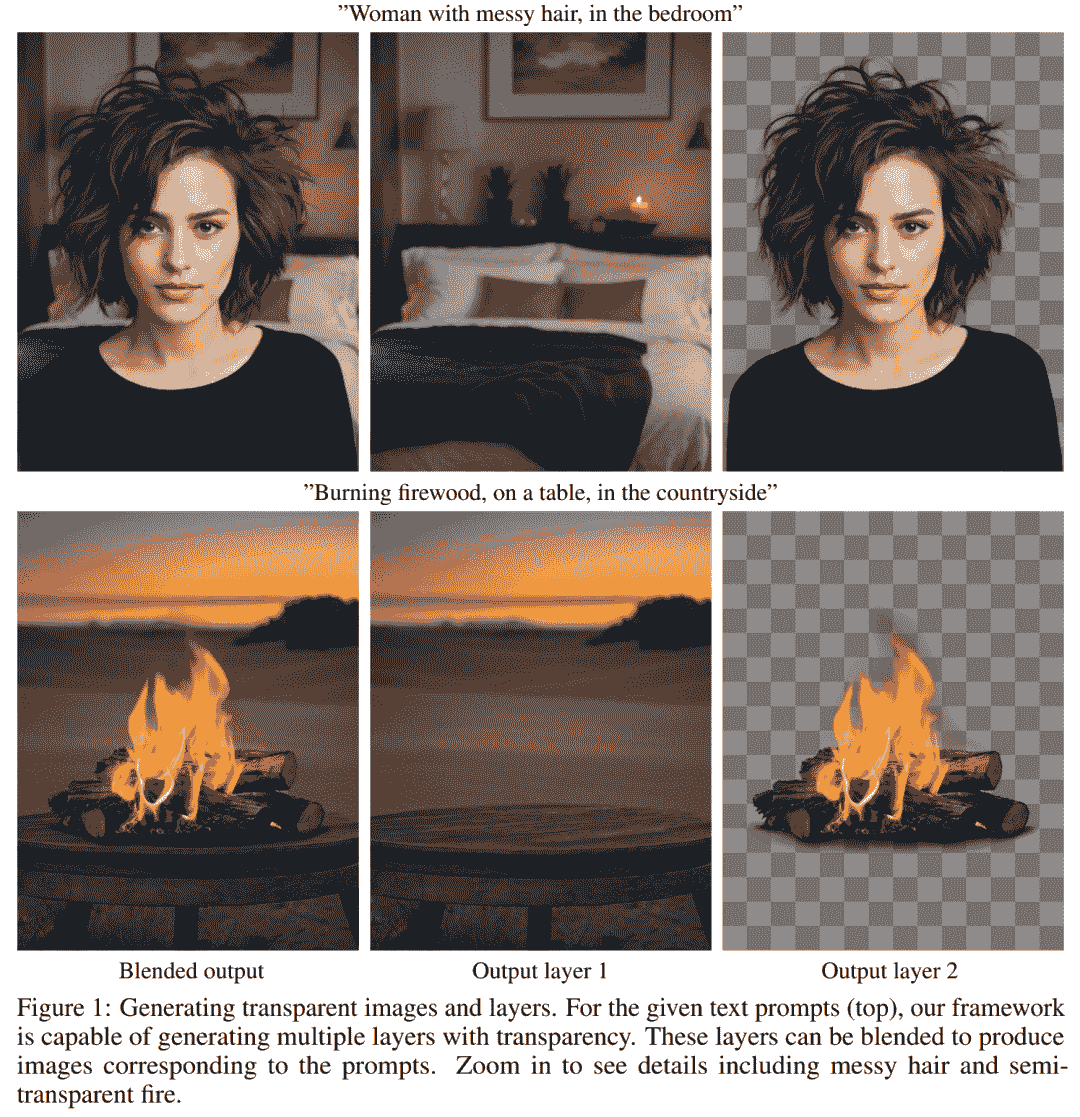 ”Woman with messy hair, in the bedroom”
”Burning firewood, on a table, in the countryside”
Blended output
Output layer 1
Output layer 2
Figure 1: Generating transparent images and layers. For the given text prompts (top), our framework
is capable of generating multiple layers with transparency. These layers can be blended to produce
images corresponding to the prompts. Zoom in to see details including messy hair and semi-
transparent fire.